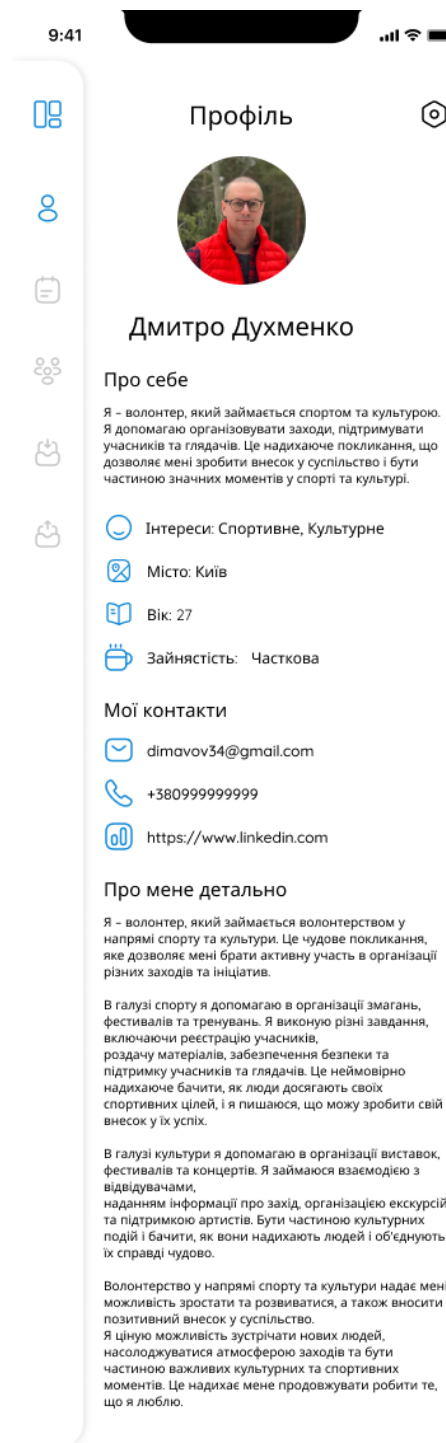 9:41
Профіль
Дмитро Духменко
Про себе
Я – волонтер, який займається спортом та культурою.
Я допомагаю організовувати заходи, підтримувати
учасників та глядачів. Це надихаюче покликання, що
дозволяє мені зробити внесок у суспільство і бути
частиною значних моментів у спорті та культурі.
Інтереси: Спортивне, Культурне
Місто: Київ
Вік: 27
Зайнястість: Часткова
Мої контакти
dimavov34@gmail.com
+380999999999
https://www.linkedin.com
Про мене детально
Я – волонтер, який займається волонтерством у
напрямі спорту та культури. Це чудове покликання,
яке дозволяє мені брати активну участь в організації
різних заходів та ініціатив.
В галузі спорту я допомагаю в організації змагань,
фестивалів та тренувань. Я виконую різні завдання,
включаючи реєстрацію учасників,
роздачу матеріалів, забезпечення безпеки та
підтримку учасників та глядачів. Це неймовірно
надихаюче бачити, як люди досягають своїх
спортивних цілей, і я пишаюся, що можу зробити свій
внесок у їх успіх.
В галузі культури я допомагаю в організації виставок,
фестивалів та концертів. Я займаюся взаємодією з
відвідувачами,
наданням інформації про захід, організацією екскурсій
та підтримкою артистів. Бути частиною культурних
подій і бачити, як вони надихають людей і об'єднують
їх справді чудово.
Волонтерство у напрямі спорту та культури надає мені
можливість зростати та розвиватися, а також вносити
позитивний внесок у суспільство.
Я ціную можливість зустрічати нових людей,
насолоджуватися атмосферою заходів та бути
частиною важливих культурних та спортивних
моментів. Це надихає мене продовжувати робити те,
що я люблю.